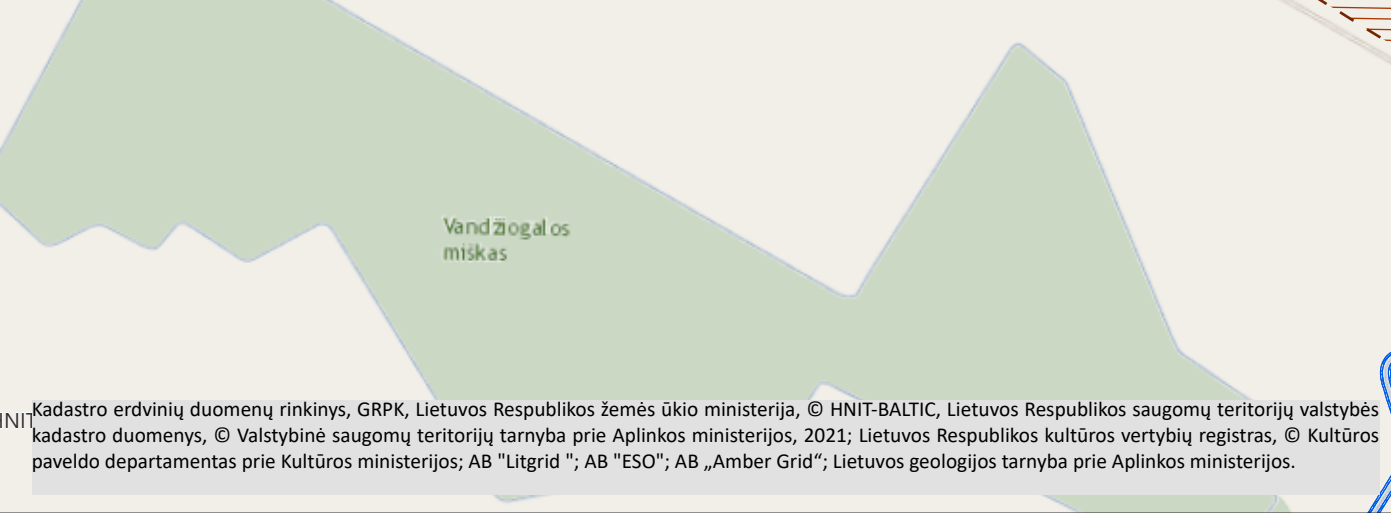 Vandžiogalos
miškas
HNIT
Kadastro erdvinių duomenų rinkinys, GRPK, Lietuvos Respublikos žemės ūkio ministerija, © HNIT-BALTIC, Lietuvos Respublikos saugomų teritorijų valstybės
kadastro duomenys, © Valstybinė saugomų teritorijų tarnyba prie Aplinkos ministerijos, 2021; Lietuvos Respublikos kultūros vertybių registras, © Kultūros
paveldo departamentas prie Kultūros ministerijos; AB "Litgrid "; AB "ESO"; AB „Amber Grid“; Lietuvos geologijos tarnyba prie Aplinkos ministerijos.